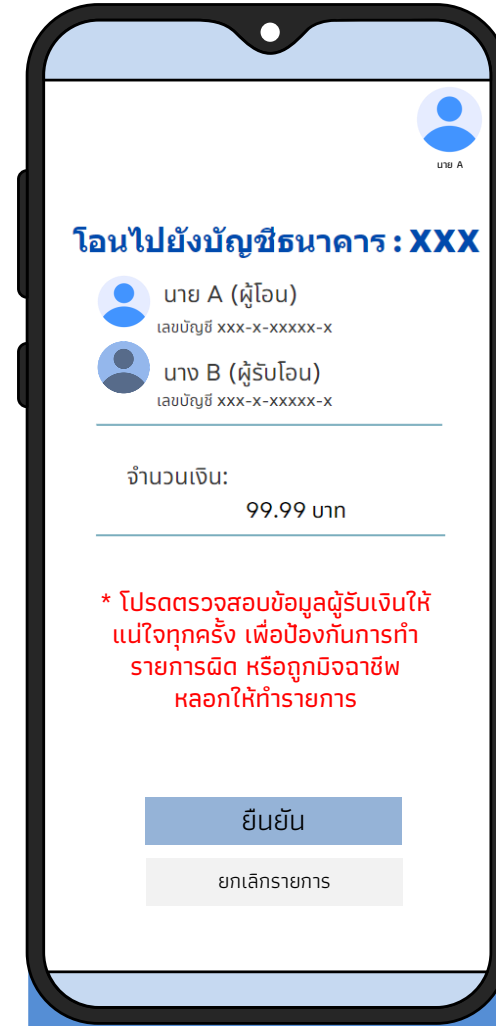 นาย A
โอนไปยังบัญชีธนาคาร : XXX
นาย A (ผู้โอน)
เลขบัญชี xxx-x-xxxxx-x
นาง B (ผู้รับโอน)
เลขบัญชี xxx-x-xxxxx-x
จำนวนเงิน:
99.99 บาท
* โปรดตรวจสอบข้อมูลผู้รับเงินให้
แน่ใจทุกครั้ง เพื่อป้องกันการทำ
รายการผิด หรือถูกมิจฉาชีพ
หลอกให้ทำรายการ
ยืนยัน
ยกเลิกรายการ